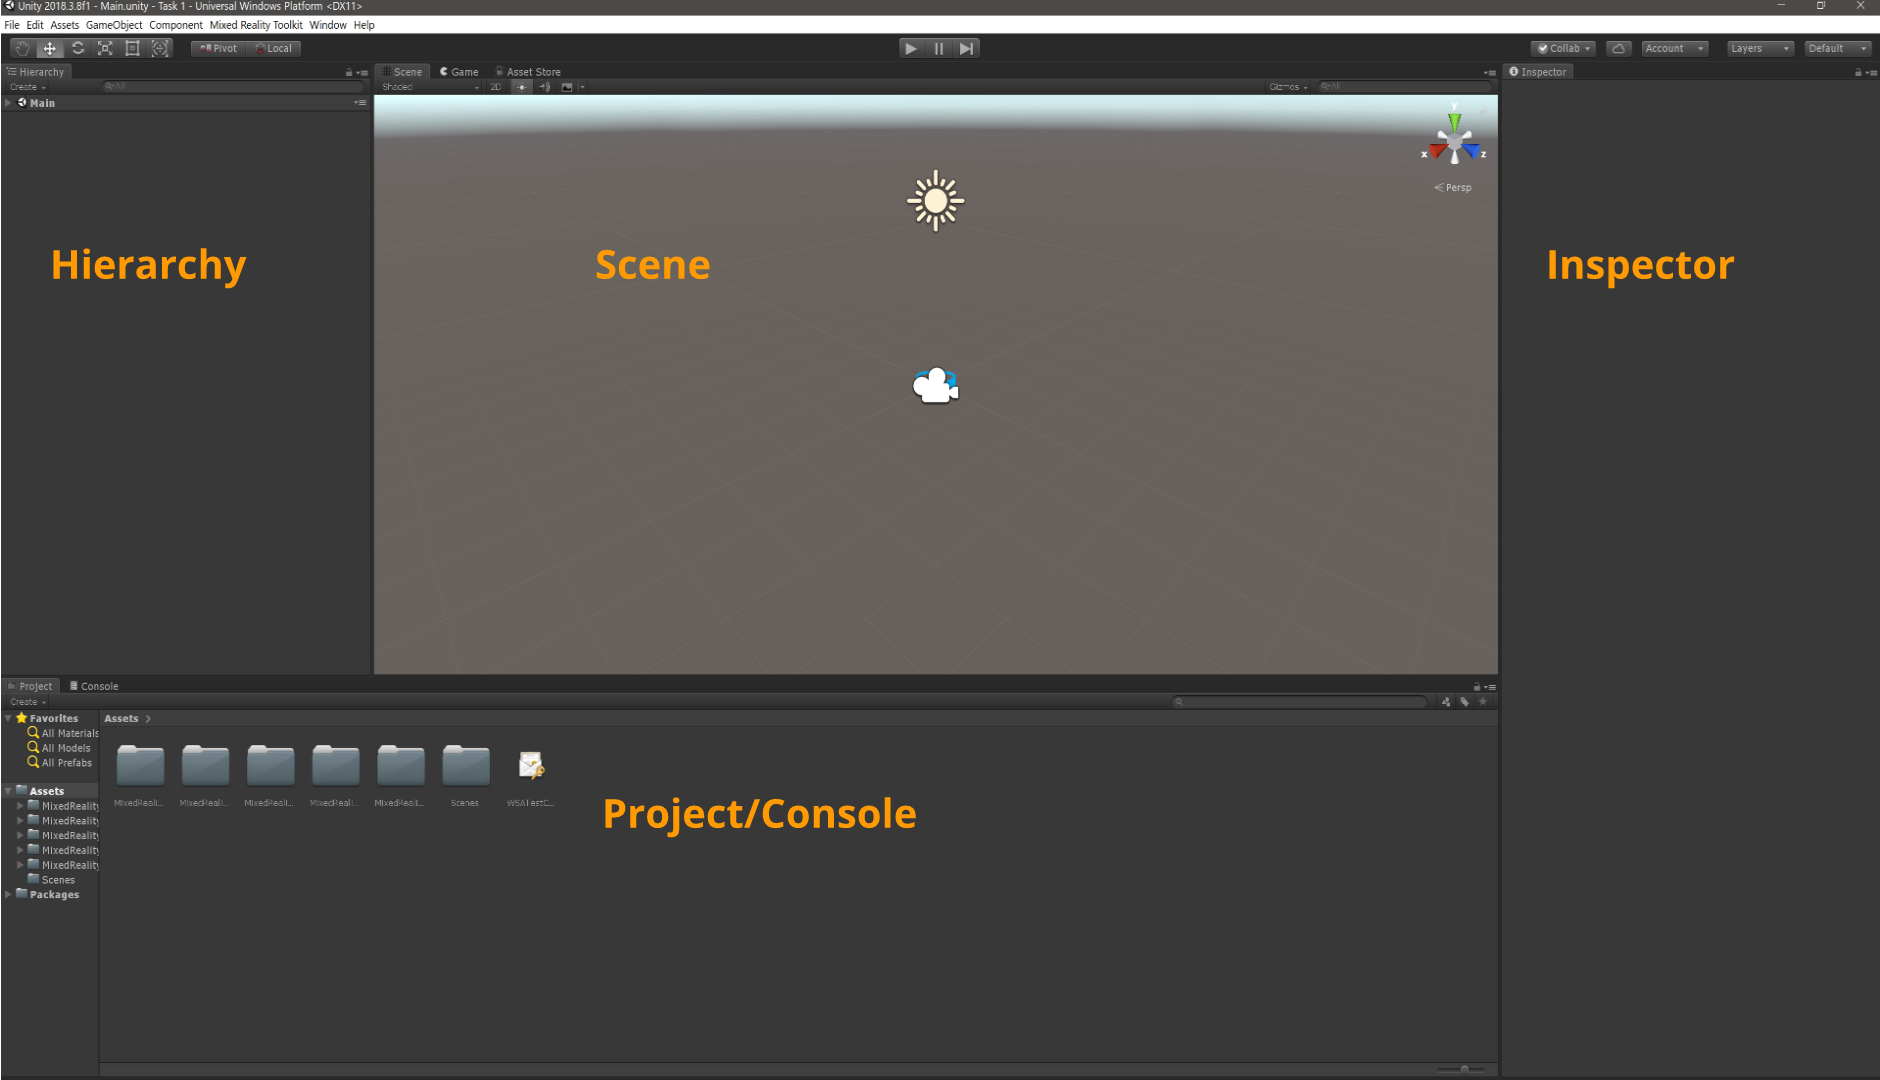 Unity 2018.3.8f1 - Main.unity - Task 1 - Universal Windows Platform <DX11>
File Edit Assets GameObject Component Mixed Reality Toolkit Window Help
Pivot Local Collab Account Layers Default
Hierarchy Scene Game Asset Store Inspector
Create All Shaded 2D Gizmos All
Main
y
x z
Persp
Hierarchy Scene Inspector
Project Console
Create
Favorites Assets
All Materials
All Models
All Prefabs
Assets
MixedReality
MixedReality
MixedReality
MixedReality
MixedReality
Scenes
Packages
MixedReali... MixedReali... MixedReali... MixedReali... MixedReali... Scenes WSATestC...
Project/Console